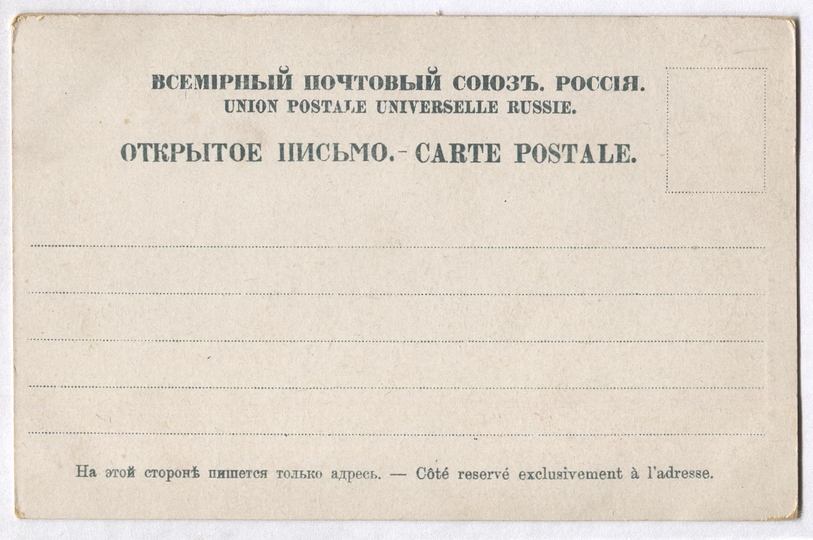 ВСЕМІРНЫЙ ПОЧТОВЫЙ СОЮЗЪ. РОССІЯ.
UNION POSTALE UNIVERSELLE RUSSIE.
ОТКРЫТОЕ ПИСЬМО.- CARTE POSTALE.
На этой сторонѣ пишется только адресь. — Côté reservé exclusivement à l'adresse.